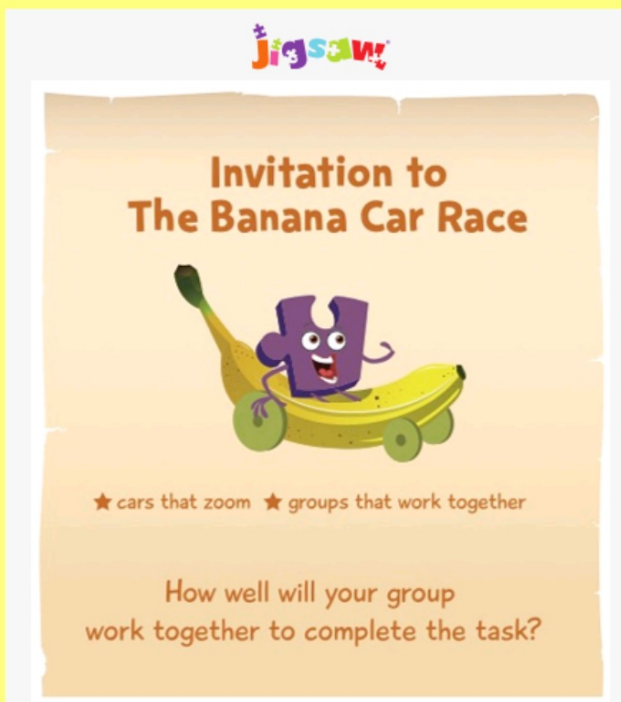 jigsaw
Invitation to
The Banana Car Race
★ cars that zoom ★ groups that work together
How well will your group
work together to complete the task?